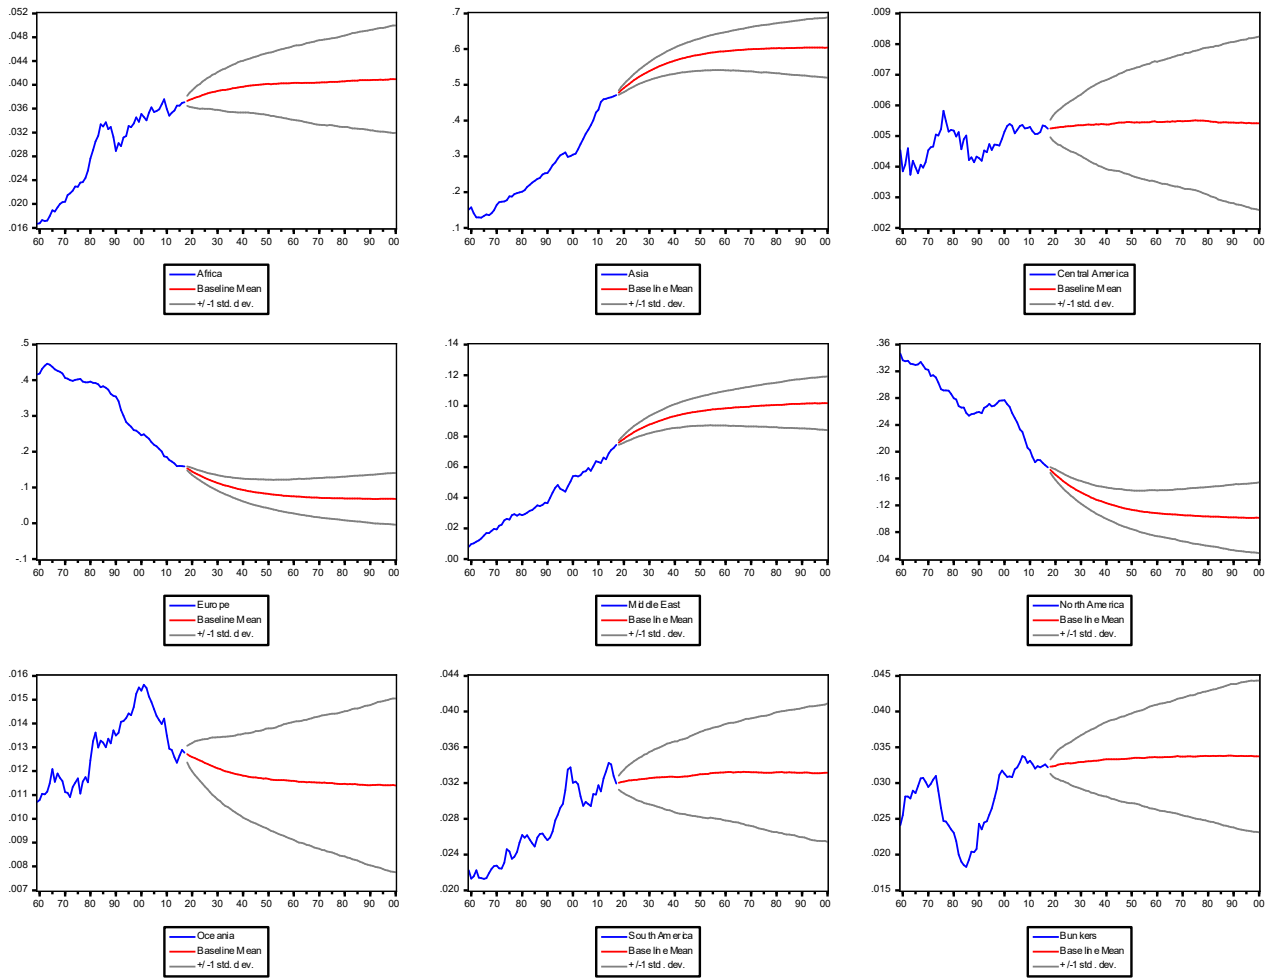 .052
.048
.044
.040
.036
.032
.028
.024
.020
.016
60 70 80 90 00 10 20 30 40 50 60 70 80 90 00
Africa
Baseline Mean
+/-1 std. dev.
.7
.6
.5
.4
.3
.2
.1
60 70 80 90 00 10 20 30 40 50 60 70 80 90 00
Asia
Baseline Mean
+/-1 std. dev.
.009
.008
.007
.006
.005
.004
.003
.002
60 70 80 90 00 10 20 30 40 50 60 70 80 90 00
Central America
Baseline Mean
+/-1 std. dev.
.5
.4
.3
.2
.1
.0
-.1
60 70 80 90 00 10 20 30 40 50 60 70 80 90 00
Europe
Baseline Mean
+/-1 std. dev.
.14
.12
.10
.08
.06
.04
.02
.00
60 70 80 90 00 10 20 30 40 50 60 70 80 90 00
Middle East
Baseline Mean
+/-1 std. dev.
.36
.32
.28
.24
.20
.16
.12
.08
.04
60 70 80 90 00 10 20 30 40 50 60 70 80 90 00
North America
Baseline Mean
+/-1 std. dev.
.016
.015
.014
.013
.012
.011
.010
.009
.008
.007
60 70 80 90 00 10 20 30 40 50 60 70 80 90 00
Oceania
Baseline Mean
+/-1 std. dev.
.044
.040
.036
.032
.028
.024
.020
60 70 80 90 00 10 20 30 40 50 60 70 80 90 00
South America
Baseline Mean
+/-1 std. dev.
.045
.040
.035
.030
.025
.020
.015
60 70 80 90 00 10 20 30 40 50 60 70 80 90 00
Bunkers
Baseline Mean
+/-1 std. dev.